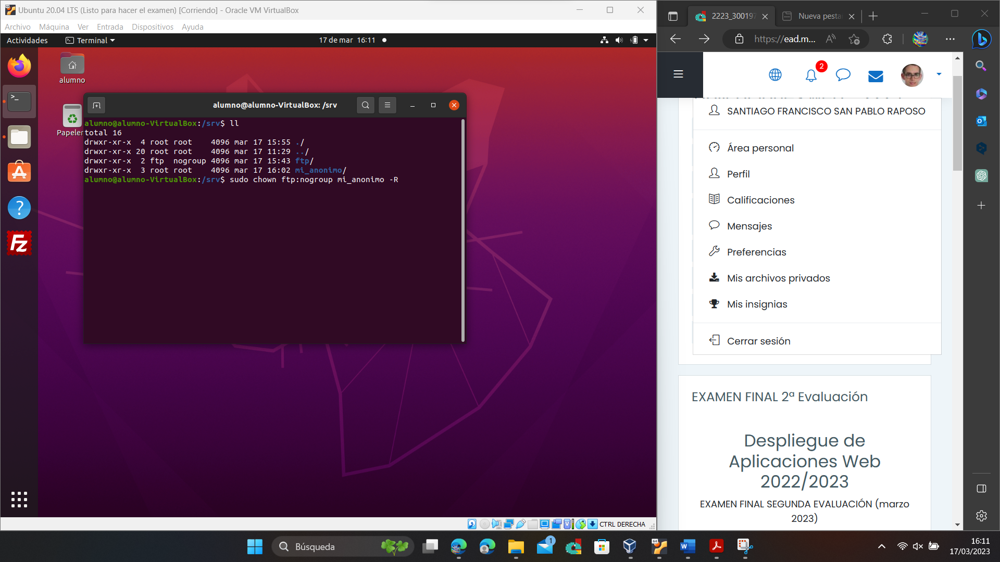 Ubuntu 20.04 LTS (Listo para hacer el examen) [Corriendo] - Oracle VM VirtualBox
Archivo Máquina Ver Entrada Dispositivos Ayuda
Actividades Terminal 17 de mar 16:11
alumno
alumno@alumno-VirtualBox: /srv
Papeler
alumno@alumno-VirtualBox:/srv$ ll
total 16
drwxr-xr-x 4 root root 4096 mar 17 15:55 ./
drwxr-xr-x 20 root root 4096 mar 17 11:29 ../
drwxr-xr-x 2 ftp nogroup 4096 mar 17 15:43 ftp/
drwxr-xr-x 3 root root 4096 mar 17 16:02 mi_anonimo/
alumno@alumno-VirtualBox:/srv$ sudo chown ftp:nogroup mi_anonimo -R
Fz
CTRL DERECHA
2223_300197
Nueva pesta
https://ead.m...
2
SANTIAGO FRANCISCO SAN PABLO RAPOSO
Área personal
Perfil
Calificaciones
Mensajes
Preferencias
Mis archivos privados
Mis insignias
Cerrar sesión
EXAMEN FINAL 2ª Evaluación
Despliegue de
Aplicaciones Web
2022/2023
EXAMEN FINAL SEGUNDA EVALUACIÓN (marzo
2023)
Búsqueda
1
64
W
16:11
17/03/2023